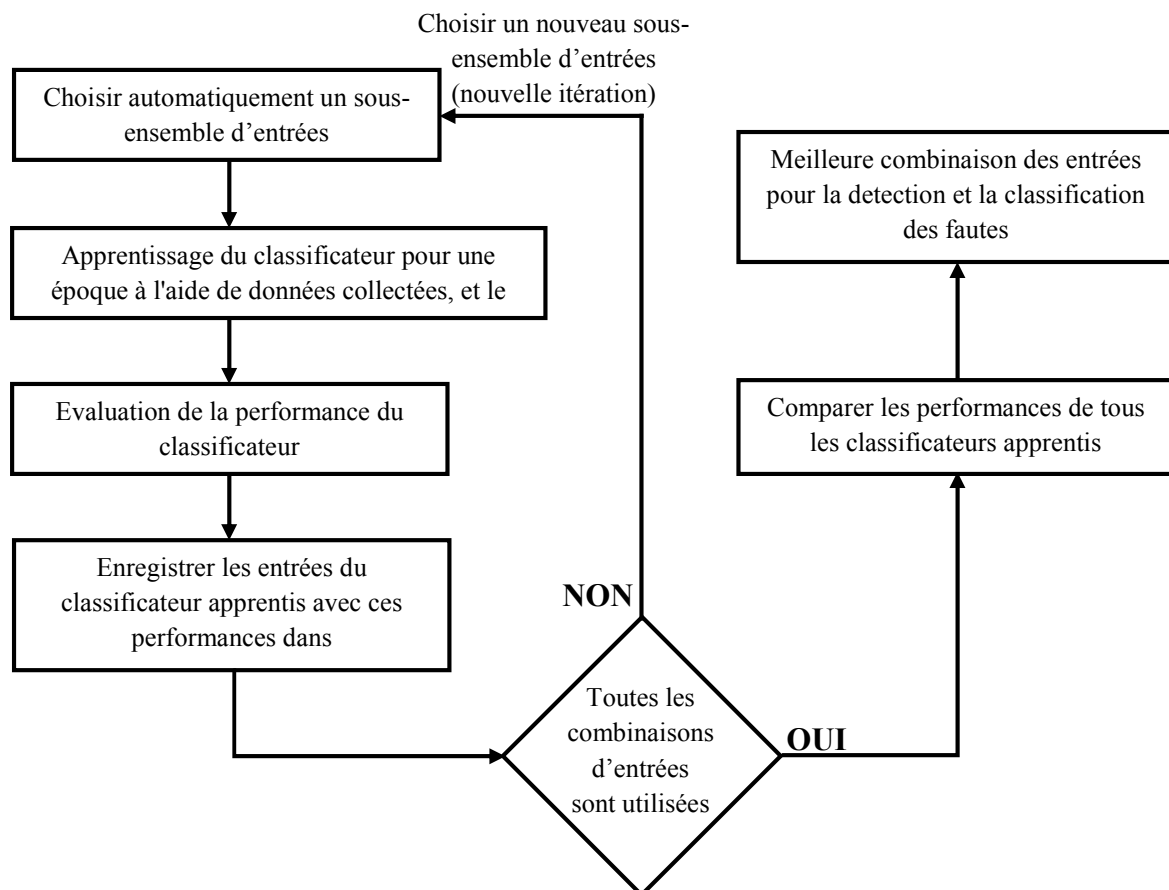 Choisir un nouveau sous-
ensemble d’entrées
(nouvelle itération)
Choisir automatiquement un sous-
ensemble d’entrées
Apprentissage du classificateur pour une
époque à l'aide de données collectées, et le
Evaluation de la performance du
classificateur
Enregistrer les entrées du
classificateur apprentis avec ces
performances dans
NON
Toutes les
combinaisons
d’entrées
sont utilisées
OUI
Meilleure combinaison des entrées
pour la detection et la classification
des fautes
Comparer les performances de tous
les classificateurs apprentis